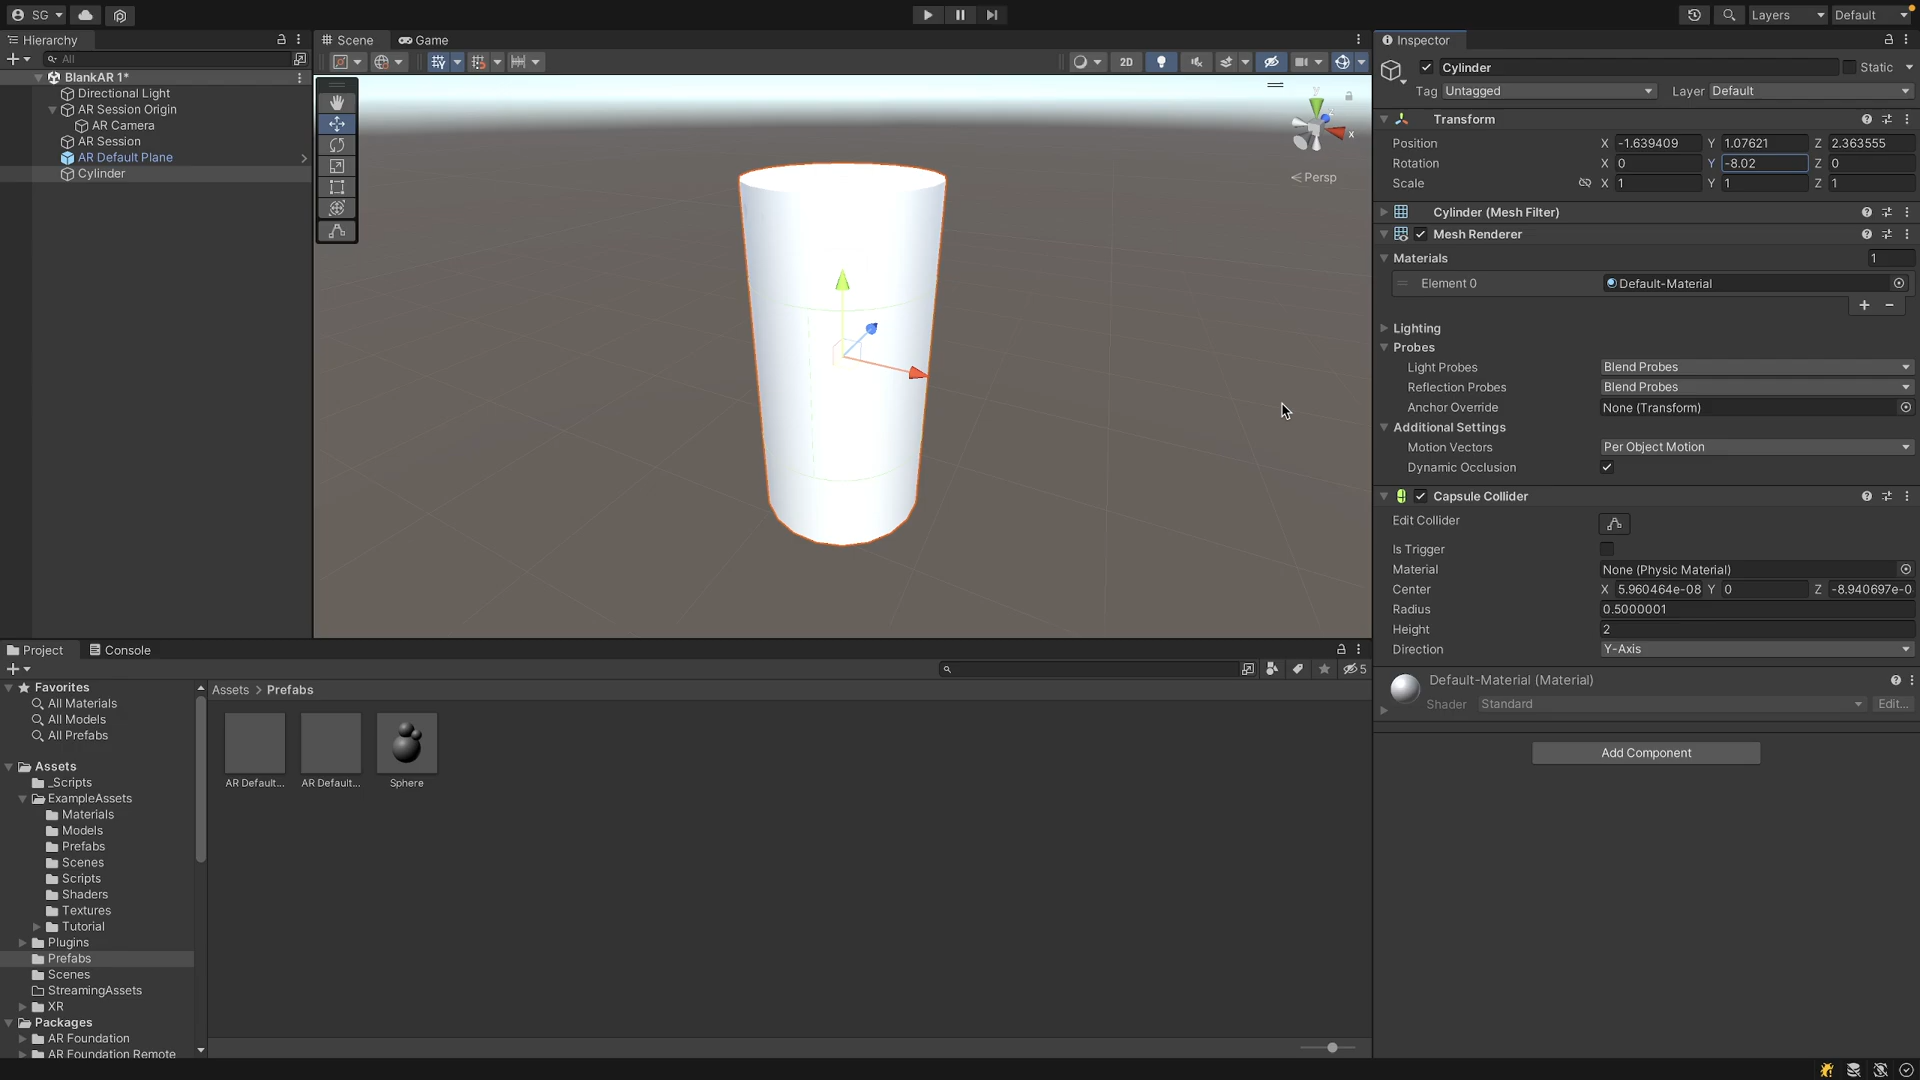 SG
Layers
Default
Hierarchy
All
BlankAR 1*
Directional Light
AR Session Origin
AR Camera
AR Session
AR Default Plane
Cylinder
Scene
Game
2D
y
x
Persp
Inspector
Cylinder
Static
Tag Untagged
Layer Default
Transform
Position X -1.639409 Y 1.07621 Z 2.363555
Rotation X 0 Y -8.02 Z 0
Scale X 1 Y 1 Z 1
Cylinder (Mesh Filter)
Mesh Renderer
Materials 1
Element 0 Default-Material
Lighting
Probes
Light Probes Blend Probes
Reflection Probes Blend Probes
Anchor Override None (Transform)
Additional Settings
Motion Vectors Per Object Motion
Dynamic Occlusion
Capsule Collider
Edit Collider
Is Trigger
Material None (Physic Material)
Center X 5.960464e-08 Y 0 Z -8.940697e-0
Radius 0.5000001
Height 2
Direction Y-Axis
Default-Material (Material)
Shader Standard Edit...
Add Component
Project
Console
5
Favorites
All Materials
All Models
All Prefabs
Assets
_Scripts
ExampleAssets
Materials
Models
Prefabs
Scenes
Scripts
Shaders
Textures
Tutorial
Plugins
Prefabs
Scenes
StreamingAssets
XR
Packages
AR Foundation
AR Foundation Remote
Assets > Prefabs
AR Default...
AR Default...
Sphere